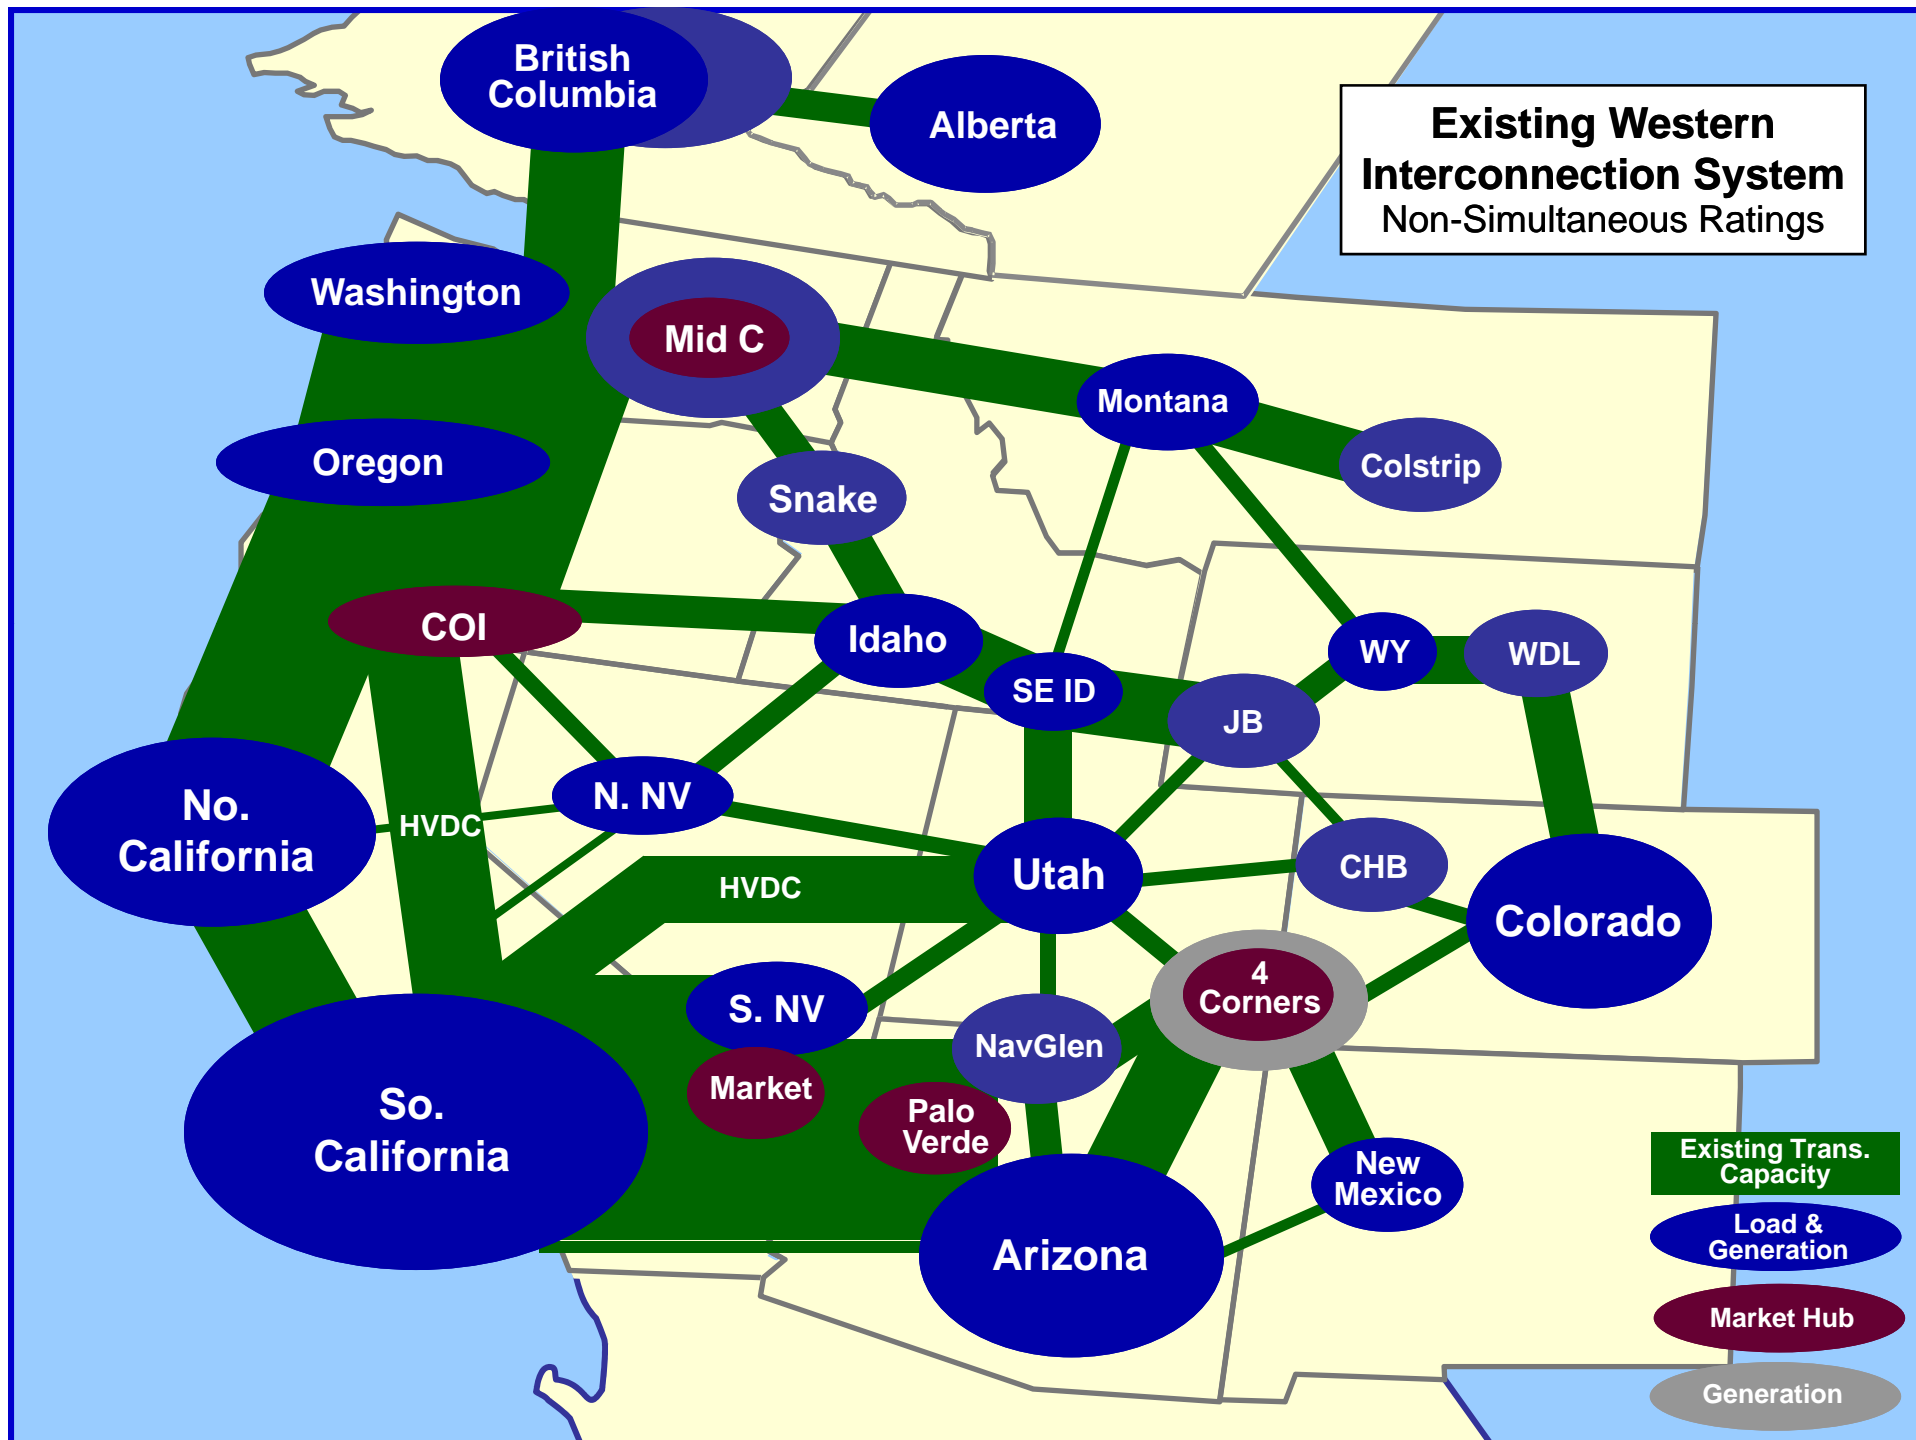 British
Columbia
Alberta
Existing Western
Interconnection System
Non-Simultaneous Ratings
Washington
Mid C
Montana
Oregon
Colstrip
Snake
COI
Idaho
WY
WDL
SE ID
JB
No.
California
HVDC
N. NV
Utah
HVDC
CHB
Colorado
4
Corners
S. NV
NavGlen
Market
Palo
Verde
So.
California
New
Mexico
Arizona
Existing Trans.
Capacity
Load &
Generation
Market Hub
Generation